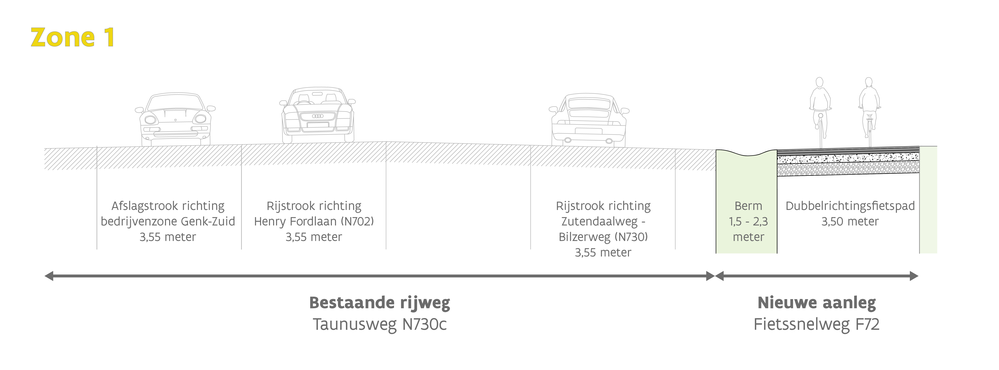 Zone 1
Afslagstrook richting
bedrijvenzone Genk-Zuid
3,55 meter
Rijstrook richting
Henry Fordlaan (N702)
3,55 meter
Rijstrook richting
Zutendaalweg -
Bilzerweg (N730)
3,55 meter
Berm
1,5 - 2,3
meter
Dubbelrichtingsfietspad
3,50 meter
Bestaande rijweg
Taunusweg N730c
Nieuwe aanleg
Fietssnelweg F72